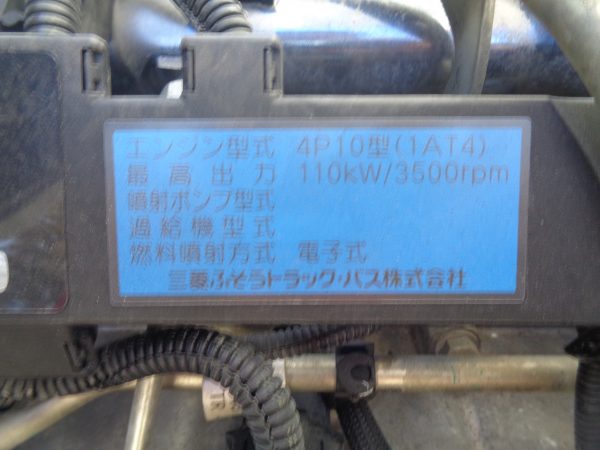 エンジン型式 4P10型(1AT4)
最高出力 110kW/3500rpm
噴射ポンプ型式
過給機型式
燃料噴射方式 電子式
三菱ふそうトラック・バス株式会社